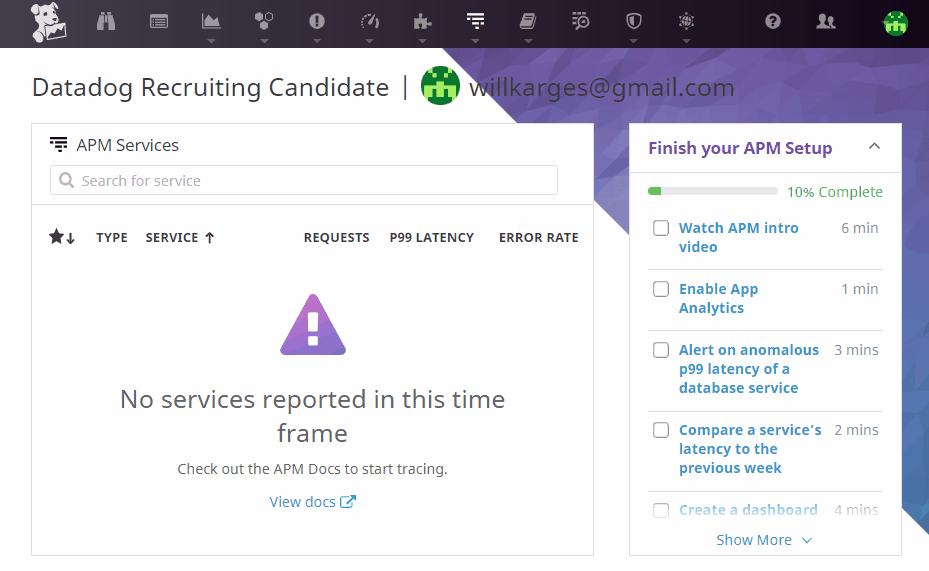 Datadog Recruiting Candidate | willkarges@gmail.com
APM Services
Search for service
TYPE SERVICE REQUESTS P99 LATENCY ERROR RATE
No services reported in this time
frame
Check out the APM Docs to start tracing.
View docs
Finish your APM Setup
10% Complete
Watch APM intro 6 min
video
Enable App 1 min
Analytics
Alert on anomalous 3 mins
p99 latency of a
database service
Compare a service's 2 mins
latency to the
previous week
Create a dashboard 4 mins
Show More